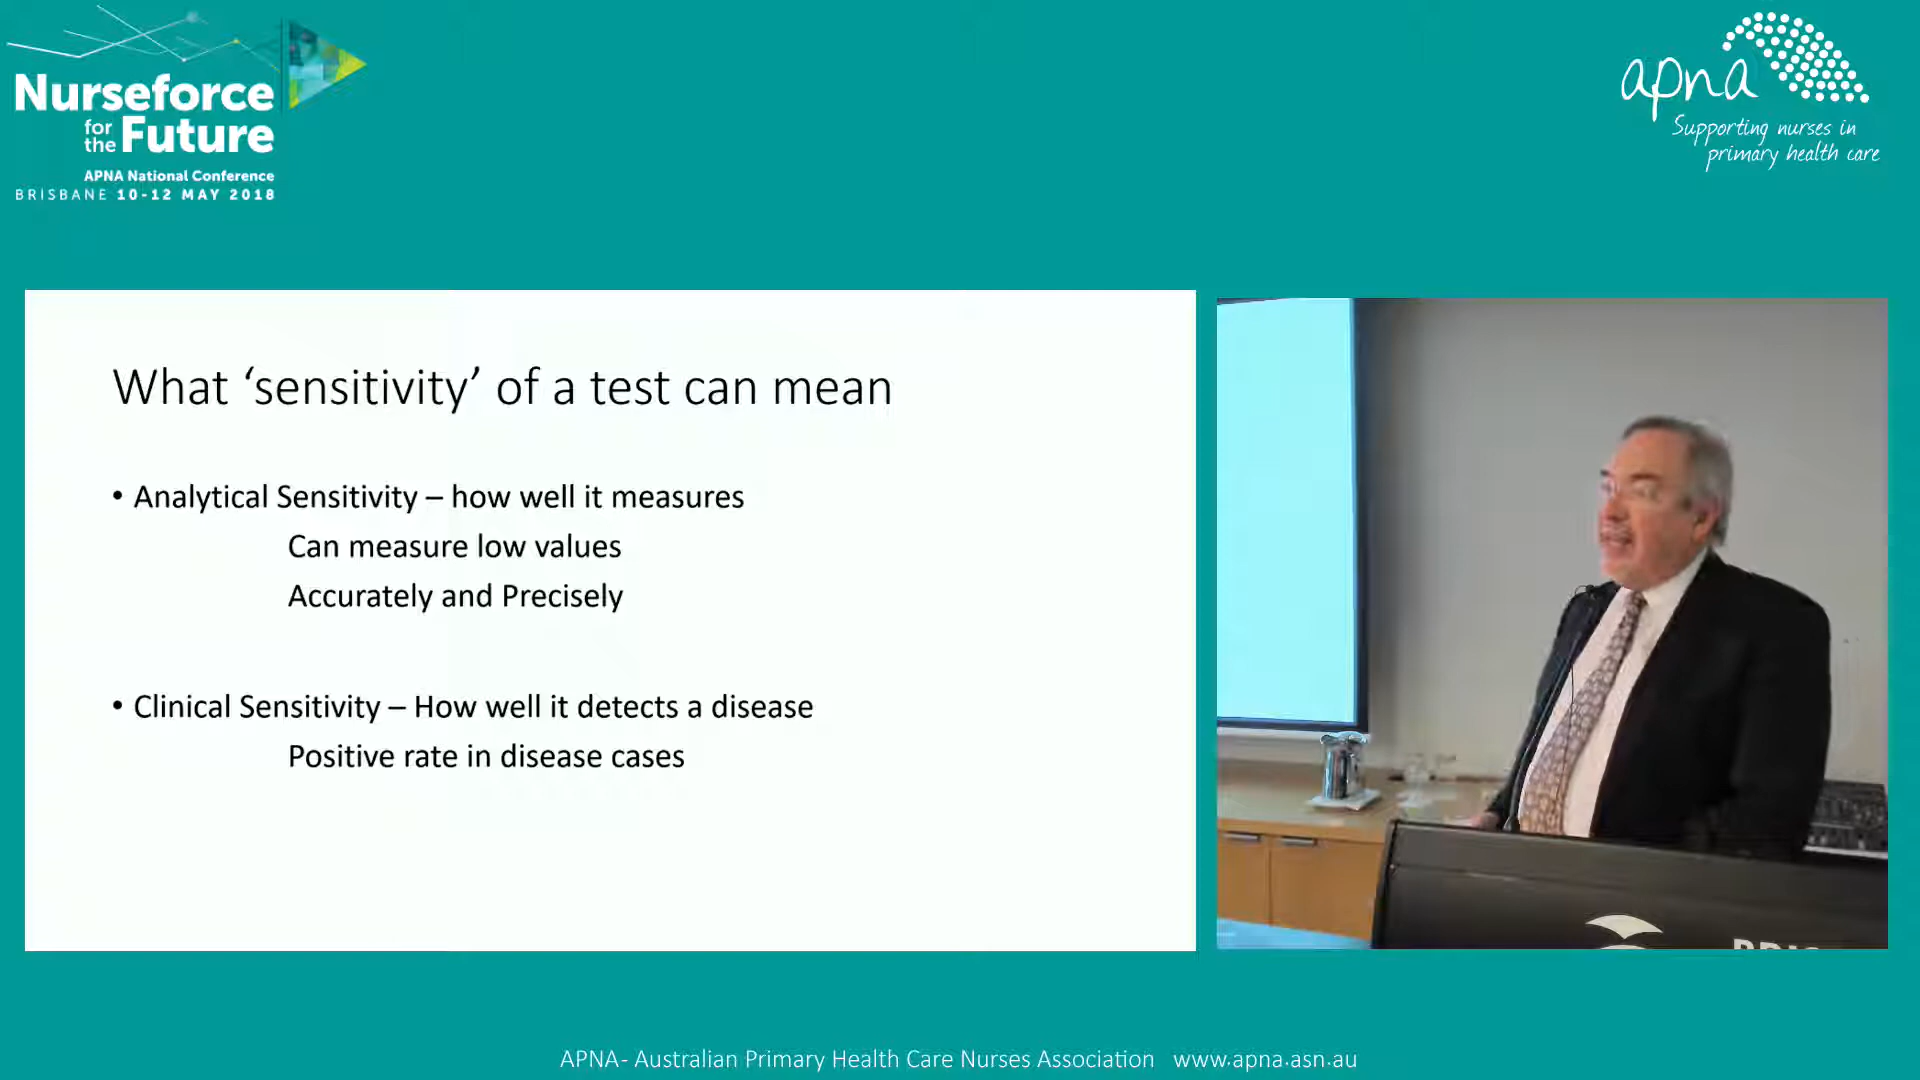 Nurseforce
for the Future
APNA National Conference
BRISBANE 10-12 MAY 2018
apna
Supporting nurses in
primary health care
What ‘sensitivity’ of a test can mean
• Analytical Sensitivity – how well it measures
Can measure low values
Accurately and Precisely
• Clinical Sensitivity – How well it detects a disease
Positive rate in disease cases
APNA- Australian Primary Health Care Nurses Association www.apna.asn.au